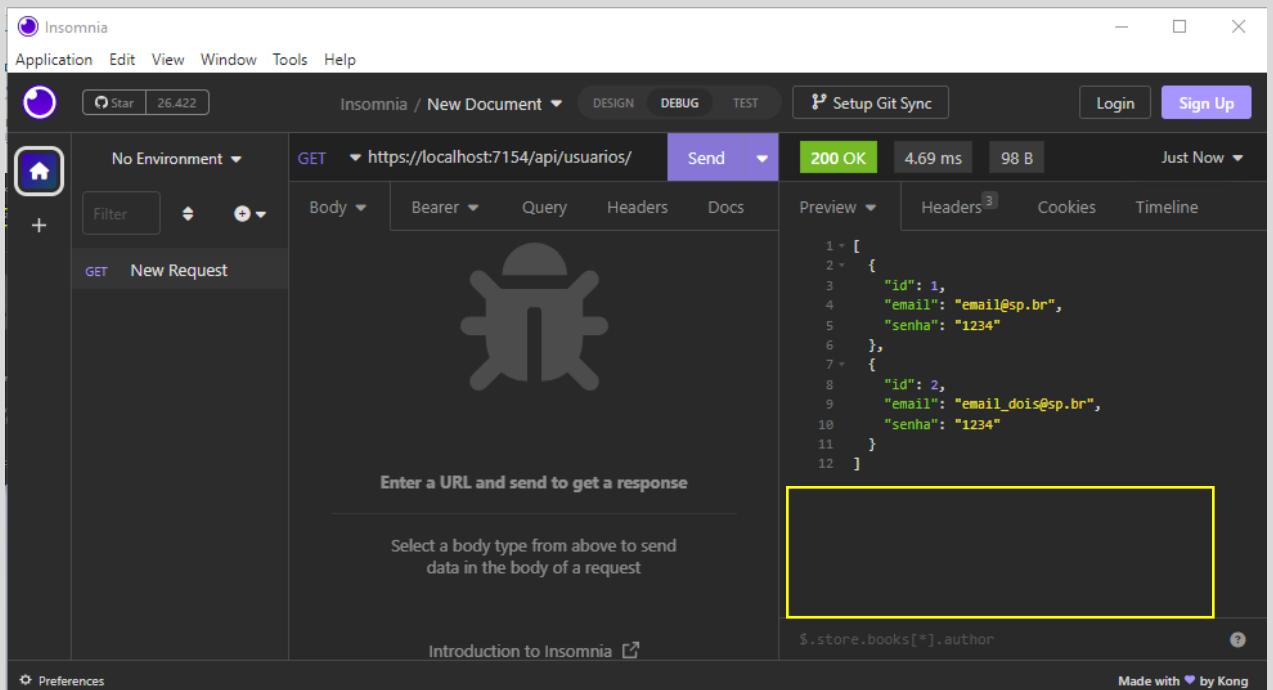 Insomnia
Application Edit View Window Tools Help
Star 26.422 Insomnia / New Document DESIGN DEBUG TEST Setup Git Sync Login Sign Up
No Environment
Filter
GET New Request
GET https://localhost:7154/api/usuarios/ Send
Body Bearer Query Headers Docs
Enter a URL and send to get a response
Select a body type from above to send
data in the body of a request
Introduction to Insomnia
200 OK 4.69 ms 98 B Just Now
Preview Headers 3 Cookies Timeline
1 [
2 {
3 "id": 1,
4 "email": "email@sp.br",
5 "senha": "1234"
6 },
7 {
8 "id": 2,
9 "email": "email_dois@sp.br",
10 "senha": "1234"
11 }
12 ]
$.store.books[*].author ?
Preferences Made with by Kong